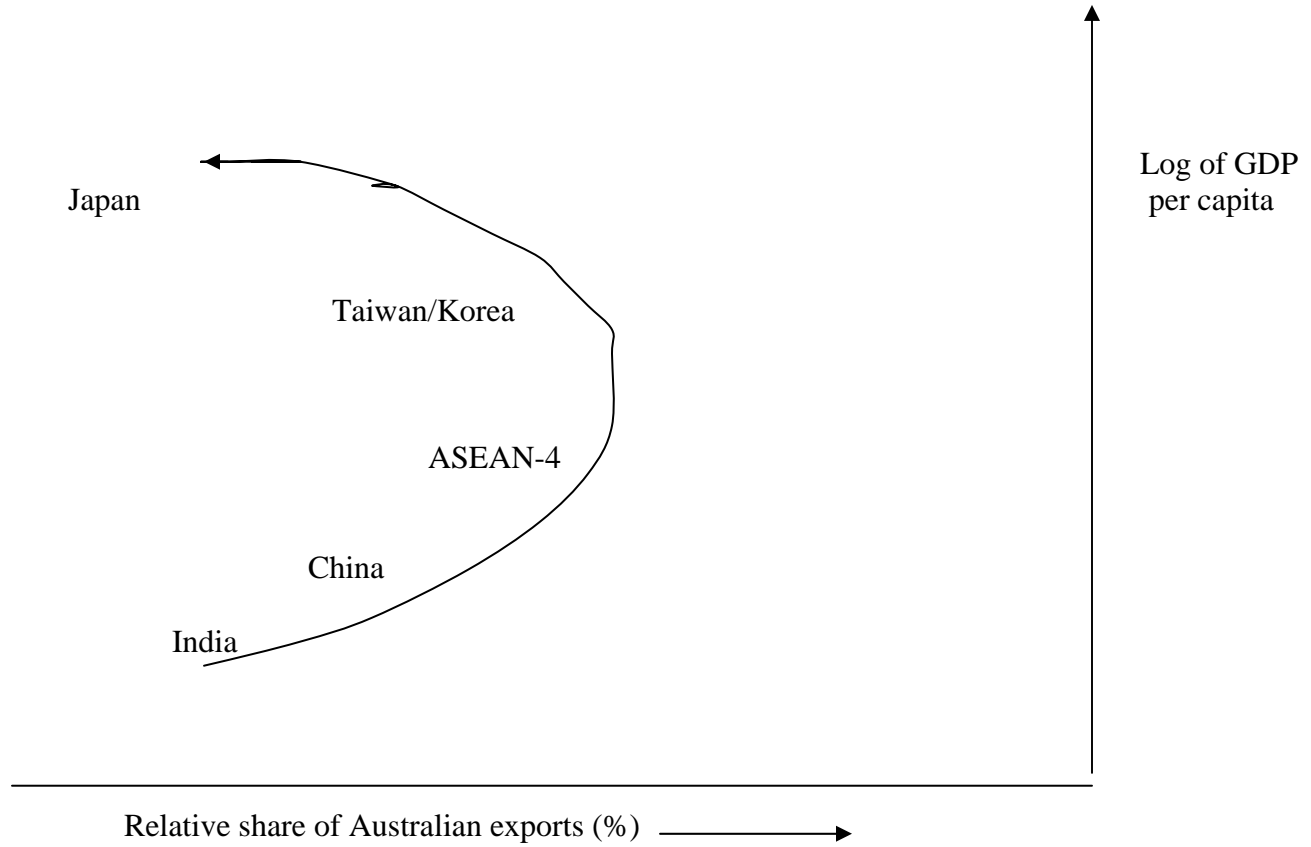 Log of GDP
per capita
Japan
Taiwan/Korea
ASEAN-4
China
India
Relative share of Australian exports (%)